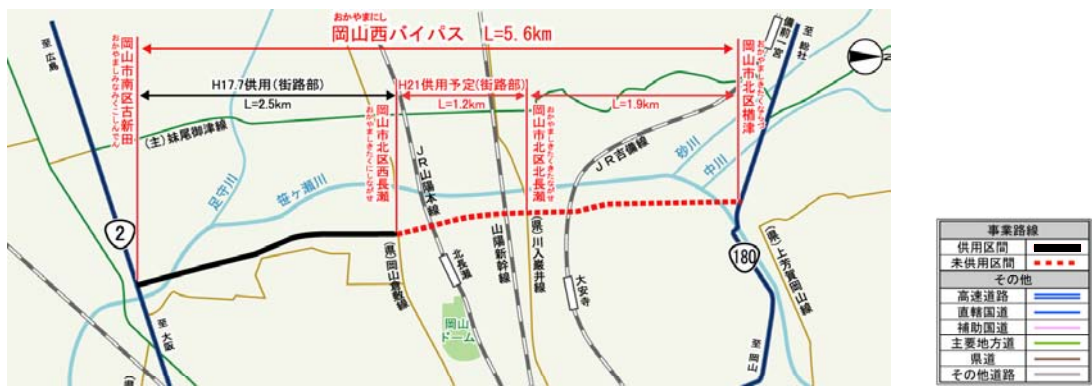 おかやまにし
岡山西バイパス L=5.6km
おかやましみなみくこしんでん
岡山市南区古新田
H17.7供用(街路部)
L=2.5km
H21供用予定(街路部)
L=1.2km
L=1.9km
おかやましきたくにしながせ
岡山市北区西長瀬
おかやましきたくきたながせ
岡山市北区北長瀬
おかやましきたくならづ
岡山市北区楢津
至 広島
至 総社
備前一宮
N
(主)妹尾御津線
足守川
笹ヶ瀬川
JR山陽本線
山陽新幹線
JR吉備線
砂川
中川
2
至 大阪
(県)岡山倉敷線
北長瀬
岡山
ドーム
(県)川入巌井線
大安寺
180
至 岡山
(県)上芳賀岡山線
(県)
事業路線
供用区間
未供用区間
その他
高速道路
直轄国道
補助国道
主要地方道
県道
その他道路